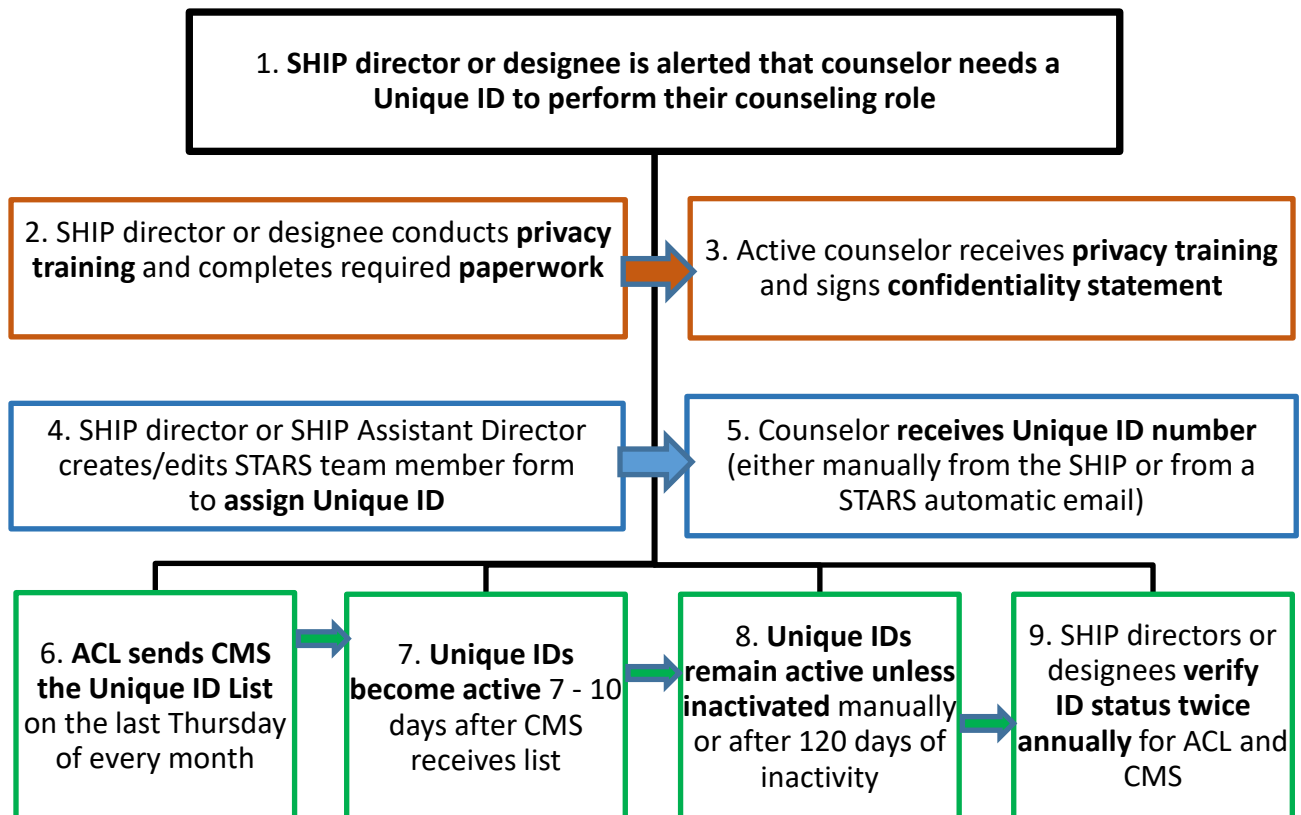 1. SHIP director or designee is alerted that counselor needs a
Unique ID to perform their counseling role
2. SHIP director or designee conducts privacy
training and completes required paperwork
3. Active counselor receives privacy training
and signs confidentiality statement
4. SHIP director or SHIP Assistant Director
creates/edits STARS team member form
to assign Unique ID
5. Counselor receives Unique ID number
(either manually from the SHIP or from a
STARS automatic email)
6. ACL sends CMS
the Unique ID List
on the last Thursday
of every month
7. Unique IDs
become active 7 - 10
days after CMS
receives list
8. Unique IDs
remain active unless
inactivated manually
or after 120 days of
inactivity
9. SHIP directors or
designees verify
ID status twice
annually for ACL and
CMS